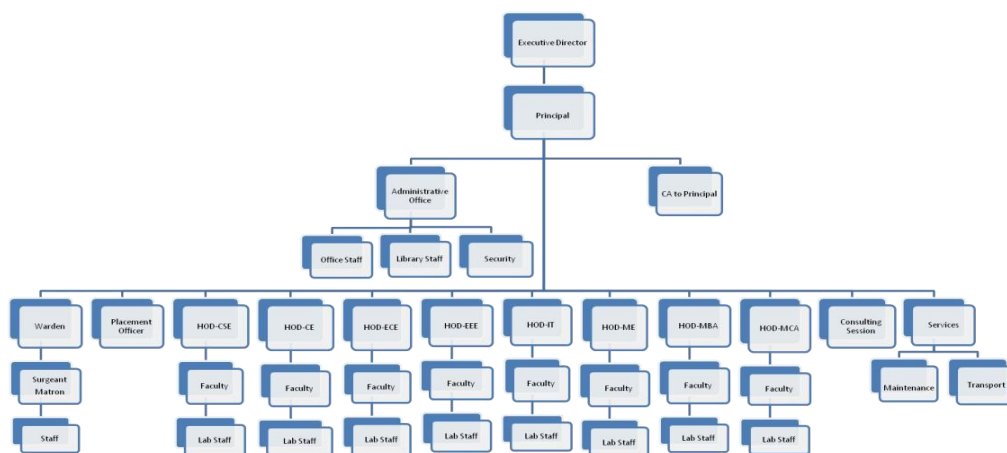 Executive Director
Principal
Administrative
Office
CA to Principal
Office Staff
Library Staff
Security
Warden
Placement
Officer
HOD-CSE
HOD-CE
HOD-ECE
HOD-EEE
HOD-IT
HOD-ME
HOD-MBA
HOD-MCA
Consulting
Session
Services
Surgeant
Matron
Faculty
Faculty
Faculty
Faculty
Faculty
Faculty
Faculty
Faculty
Maintenance
Transport
Staff
Lab Staff
Lab Staff
Lab Staff
Lab Staff
Lab Staff
Lab Staff
Lab Staff
Lab Staff